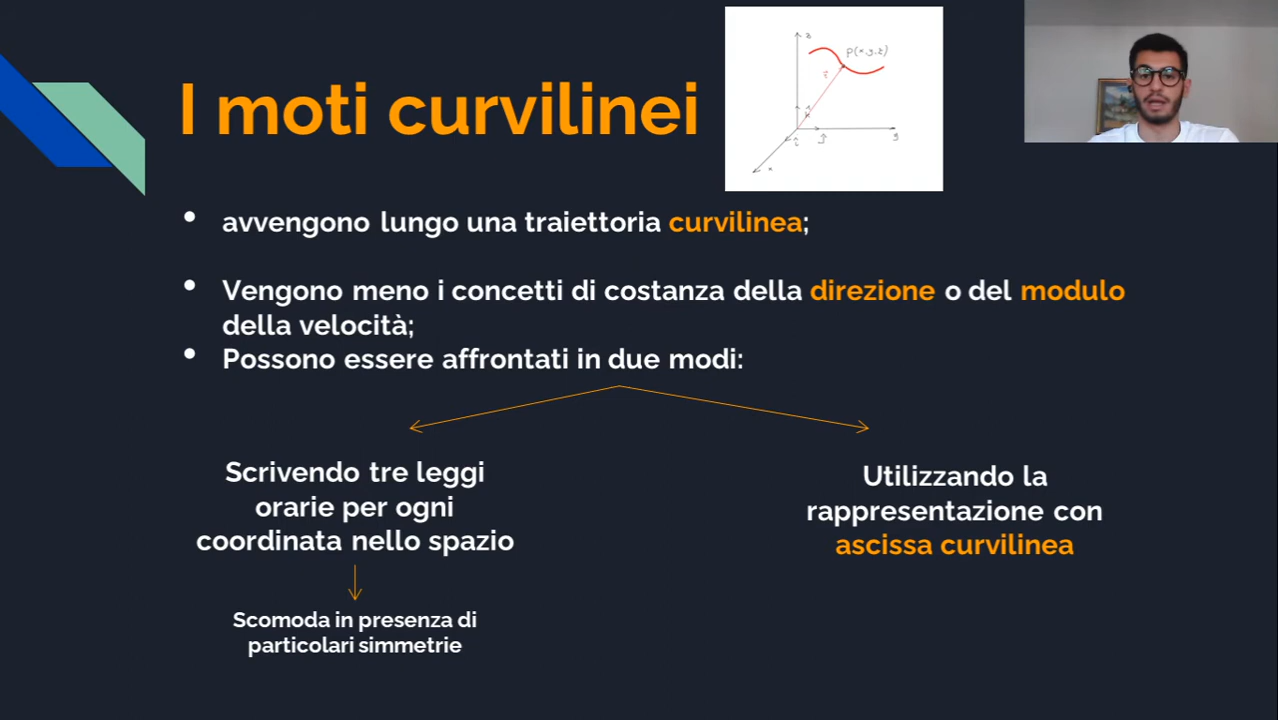 I moti curvilinei
z
P(x,y,z)
r
k
i
j
y
x
• avvengono lungo una traiettoria curvilinea;
• Vengono meno i concetti di costanza della direzione o del modulo
della velocità;
• Possono essere affrontati in due modi:
Scrivendo tre leggi
orarie per ogni
coordinata nello spazio
Utilizzando la
rappresentazione con
ascissa curvilinea
Scomoda in presenza di
particolari simmetrie